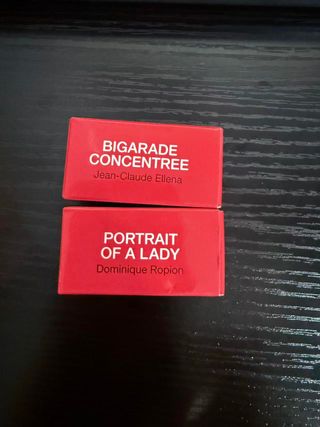 BIGARADE
CONCENTREE
Jean-Claude Ellena
PORTRAIT
OF A LADY
Dominique Ropion